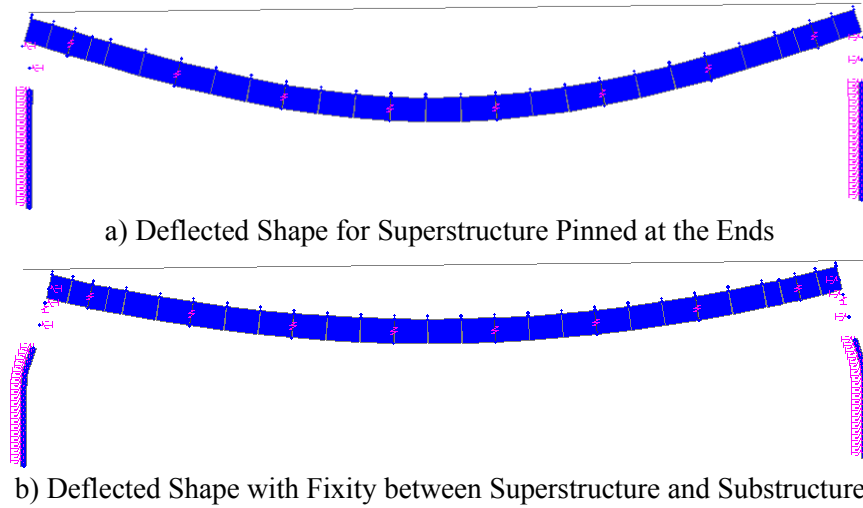 a) Deflected Shape for Superstructure Pinned at the Ends
b) Deflected Shape with Fixity between Superstructure and Substructure